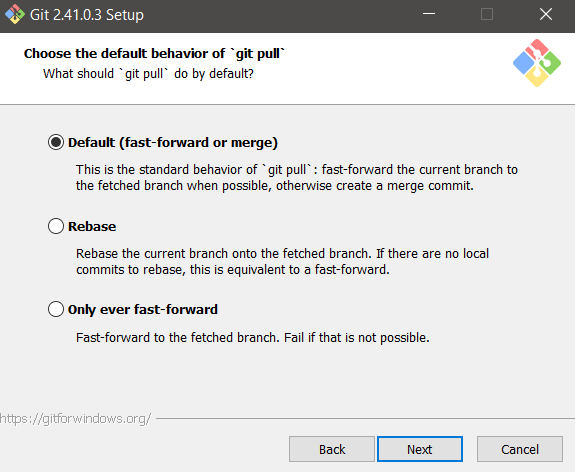 Git 2.41.0.3 Setup
Choose the default behavior of `git pull`
What should `git pull` do by default?
Default (fast-forward or merge)
This is the standard behavior of `git pull`: fast-forward the current branch to
the fetched branch when possible, otherwise create a merge commit.
Rebase
Rebase the current branch onto the fetched branch. If there are no local
commits to rebase, this is equivalent to a fast-forward.
Only ever fast-forward
Fast-forward to the fetched branch. Fail if that is not possible.
https://gitforwindows.org/
Back Next Cancel